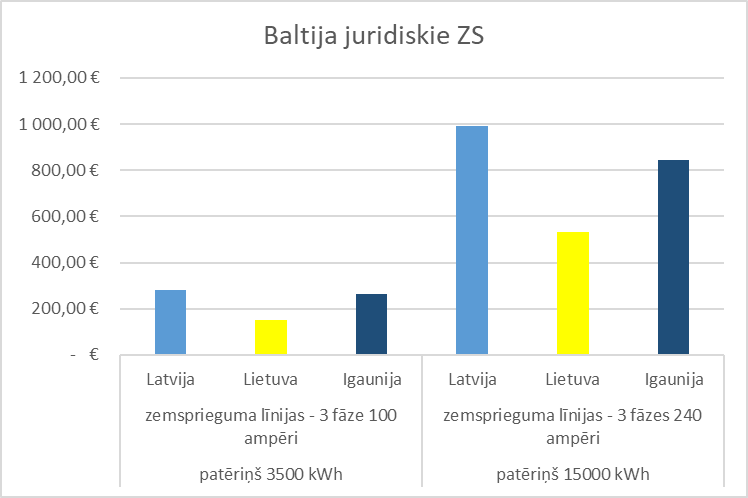 Baltija juridiskie ZS
1 200,00 €
1 000,00 €
800,00 €
600,00 €
400,00 €
200,00 €
- €
Latvija
Lietuva
Igaunija
Latvija
Lietuva
Igaunija
zemsprieguma līnijas - 3 fāze 100
ampēri
zemsprieguma līnijas - 3 fāzes 240
ampēri
patēriņš 3500 kWh
patēriņš 15000 kWh